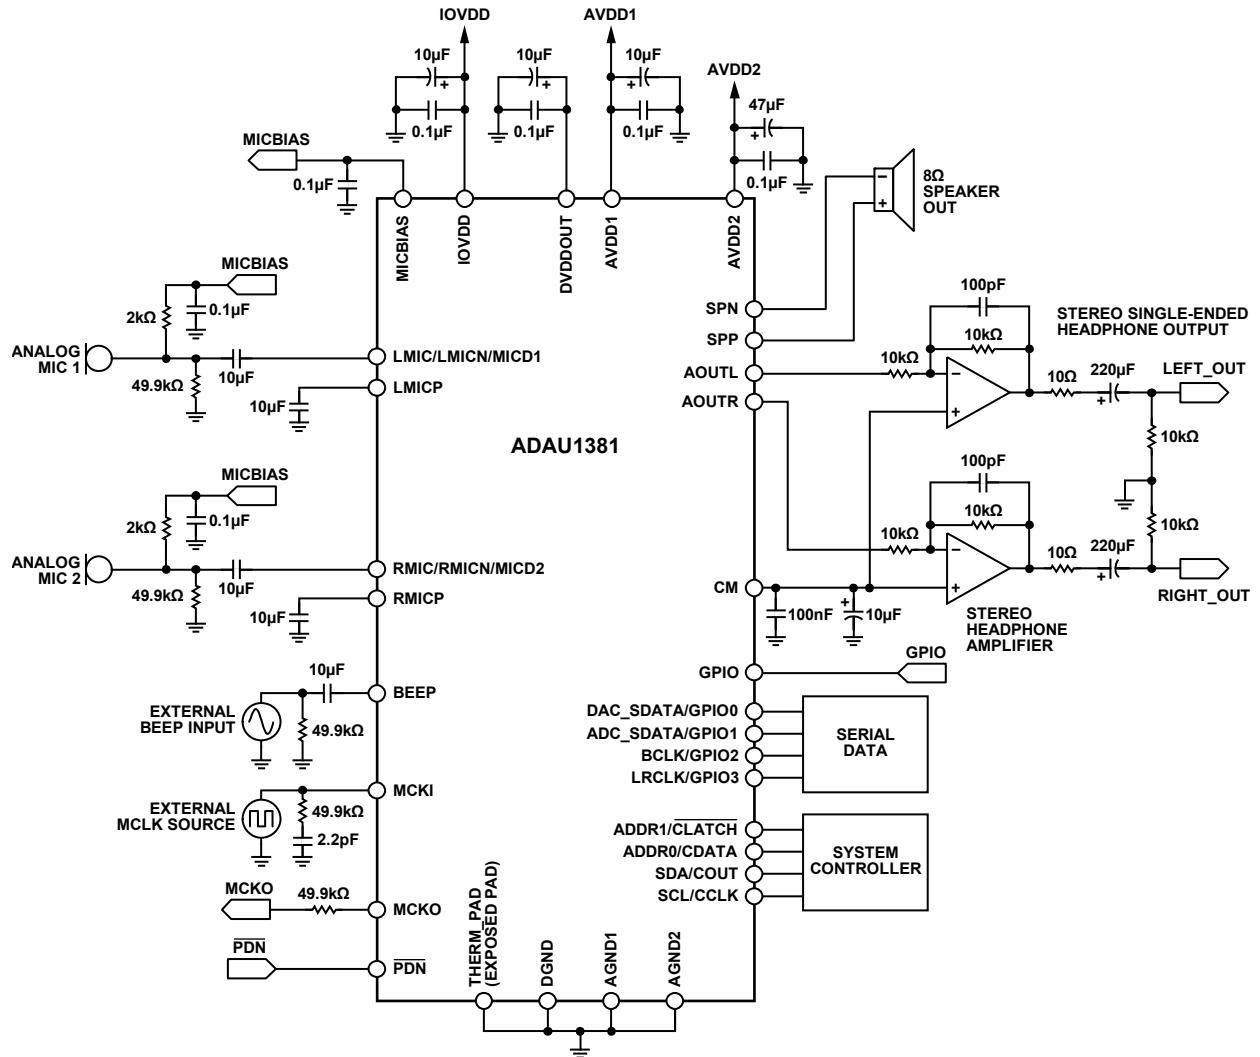 IOVDD
AVDD1
10µF
10µF
10µF
AVDD2
47µF
0.1µF
0.1µF
0.1µF
MICBIAS
0.1µF
0.1µF
8Ω
SPEAKER
OUT
MICBIAS
IOVDD
DVDDOUT
AVDD1
AVDD2
MICBIAS
0.1µF
2kΩ
ANALOG
MIC 1
49.9kΩ
10µF
LMIC/LMICN/MICD1
10µF
LMICP
SPN
SPP
AOUTL
AOUTR
100pF
10kΩ
10kΩ
STEREO SINGLE-ENDED
HEADPHONE OUTPUT
10Ω
220µF
LEFT_OUT
10kΩ
ADAU1381
MICBIAS
0.1µF
2kΩ
ANALOG
MIC 2
49.9kΩ
10µF
RMIC/RMICN/MICD2
10µF
RMICP
100pF
10kΩ
10kΩ
10kΩ
10Ω
220µF
RIGHT_OUT
CM
100nF
10µF
STEREO
HEADPHONE
AMPLIFIER
GPIO
GPIO
EXTERNAL
BEEP INPUT
10µF
49.9kΩ
BEEP
DAC_SDATA/GPIO0
ADC_SDATA/GPIO1
BCLK/GPIO2
LRCLK/GPIO3
SERIAL
DATA
EXTERNAL
MCLK SOURCE
49.9kΩ
2.2pF
MCKI
ADDR1/CLATCH
ADDR0/CDATA
SDA/COUT
SCL/CCLK
SYSTEM
CONTROLLER
MCKO
49.9kΩ
MCKO
PDN
PDN
THERM_PAD
(EXPOSED PAD)
DGND
AGND1
AGND2